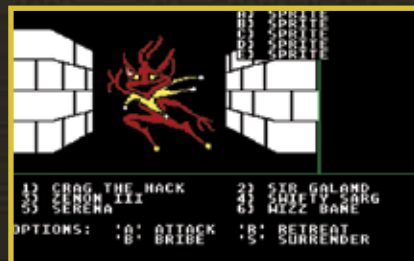 A) SPRITE
B) SPRITE
C) SPRITE
D) SPRITE
E) SPRITE
1) CRAG THE HACK 2) SIR GALAND
3) ZENON III 4) SWIFTY SARG
5) SERENA 6) WIZZ BANE
OPTIONS: 'A' ATTACK 'R' RETREAT
'B' BRIBE 'S' SURRENDER